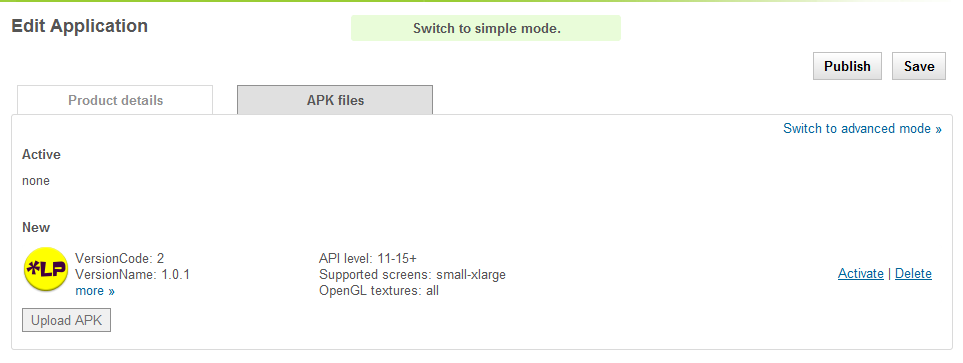 Edit Application
Switch to simple mode.
Publish
Save
Product details
APK files
Switch to advanced mode »
Active
none
New
*LP
VersionCode: 2
VersionName: 1.0.1
more »
API level: 11-15+
Supported screens: small-xlarge
OpenGL textures: all
Activate | Delete
Upload APK